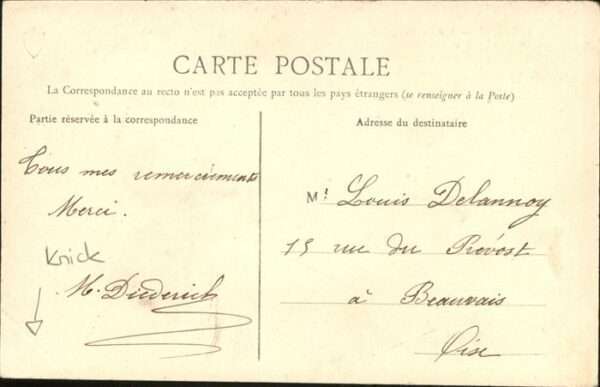 CARTE POSTALE
La Correspondance au recto n'est pas acceptée par tous les pays étrangers (se renseigner à la Poste)
Partie réservée à la correspondance
Tous mes remerciements
Merci.
Knick
M. Diederich
Adresse du destinataire
Mr Louis Delannoy
15 rue du Prévost
à Beauvais
Oise